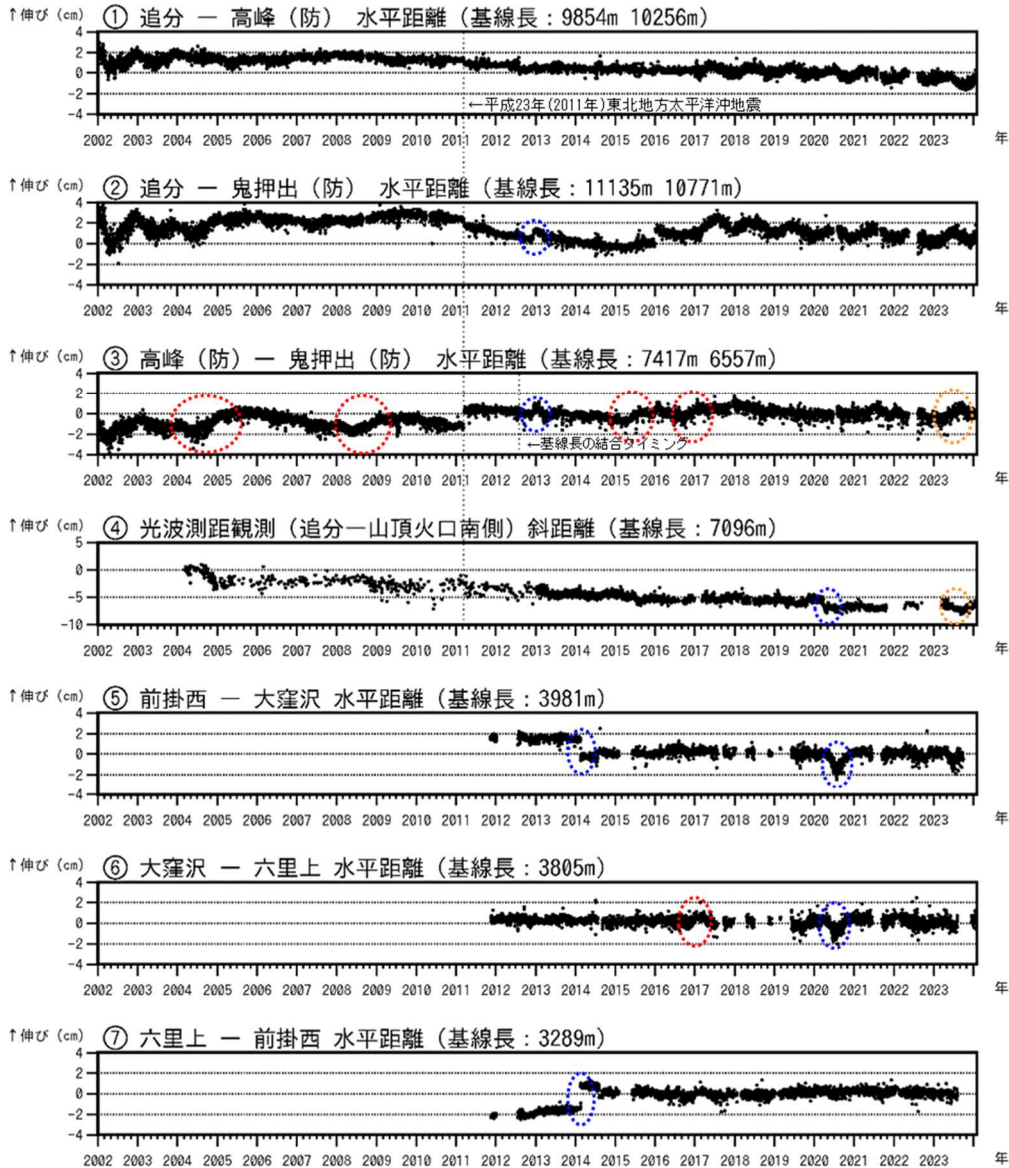 ↑伸び (cm) ① 追分 ― 高峰（防） 水平距離（基線長：9854m 10256m）
4
2
0
-2
-4
←平成23年(2011年)東北地方太平洋沖地震
2002 2003 2004 2005 2006 2007 2008 2009 2010 2011 2012 2013 2014 2015 2016 2017 2018 2019 2020 2021 2022 2023 年
↑伸び (cm) ② 追分 ― 鬼押出（防） 水平距離（基線長：11135m 10771m）
4
2
0
-2
-4
2002 2003 2004 2005 2006 2007 2008 2009 2010 2011 2012 2013 2014 2015 2016 2017 2018 2019 2020 2021 2022 2023 年
↑伸び (cm) ③ 高峰（防）― 鬼押出（防） 水平距離（基線長：7417m 6557m）
4
2
0
-2
-4
←基線長の結合タイミング
2002 2003 2004 2005 2006 2007 2008 2009 2010 2011 2012 2013 2014 2015 2016 2017 2018 2019 2020 2021 2022 2023 年
↑伸び (cm) ④ 光波測距観測（追分―山頂火口南側）斜距離（基線長：7096m）
5
0
-5
-10
2002 2003 2004 2005 2006 2007 2008 2009 2010 2011 2012 2013 2014 2015 2016 2017 2018 2019 2020 2021 2022 2023 年
↑伸び (cm) ⑤ 前掛西 ― 大窪沢 水平距離（基線長：3981m）
4
2
0
-2
-4
2002 2003 2004 2005 2006 2007 2008 2009 2010 2011 2012 2013 2014 2015 2016 2017 2018 2019 2020 2021 2022 2023 年
↑伸び (cm) ⑥ 大窪沢 ― 六里上 水平距離（基線長：3805m）
4
2
0
-2
-4
2002 2003 2004 2005 2006 2007 2008 2009 2010 2011 2012 2013 2014 2015 2016 2017 2018 2019 2020 2021 2022 2023 年
↑伸び (cm) ⑦ 六里上 ― 前掛西 水平距離（基線長：3289m）
4
2
0
-2
-4
2002 2003 2004 2005 2006 2007 2008 2009 2010 2011 2012 2013 2014 2015 2016 2017 2018 2019 2020 2021 2022 2023 年